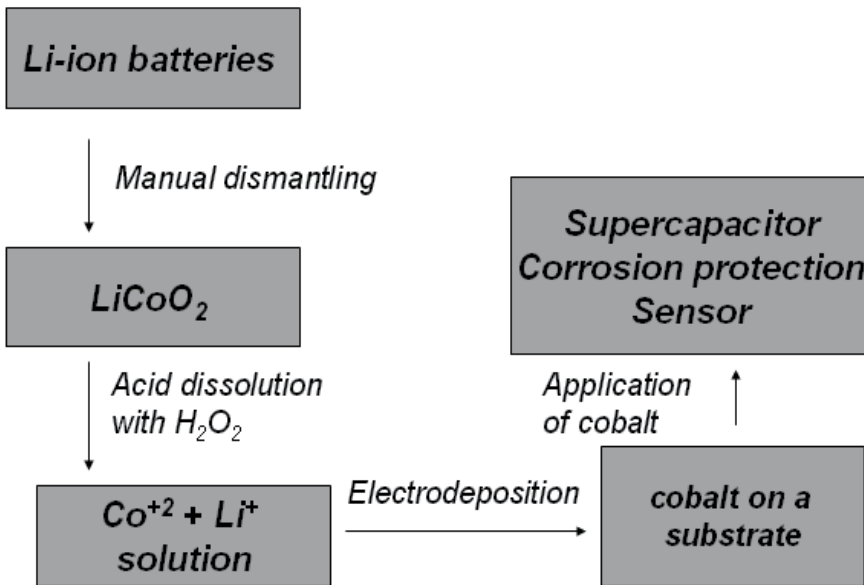 Li-ion batteries
Manual dismantling
LiCoO₂
Acid dissolution
with H₂O₂
Co⁺² + Li⁺
solution
Electrodeposition
cobalt on a
substrate
Application
of cobalt
Supercapacitor
Corrosion protection
Sensor